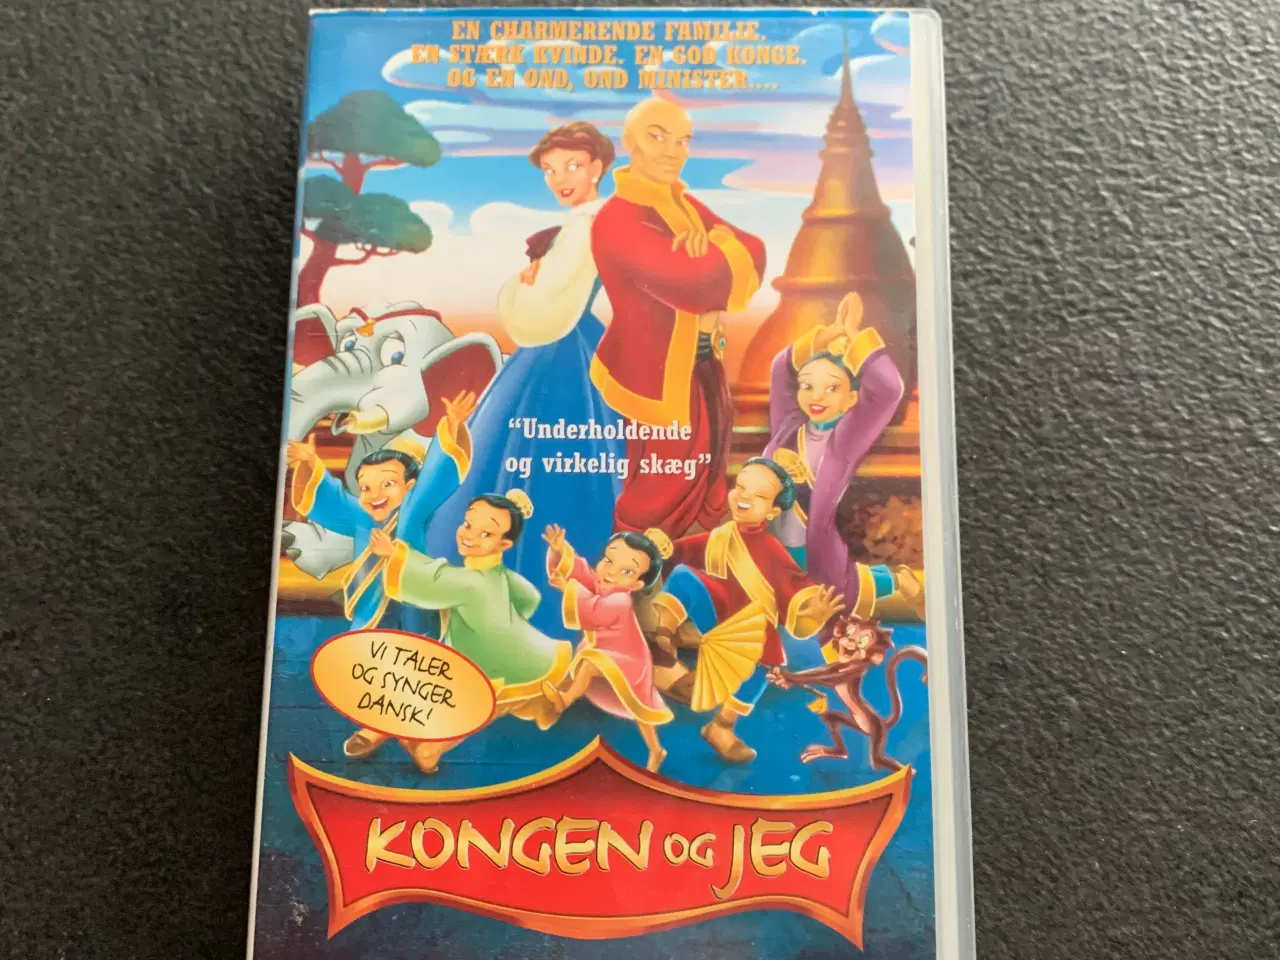 EN CHARMERENDE FAMILIE.
EN STÆRK KVINDE. EN GOD KONGE.
OG EN OND, OND MINISTER....
"Underholdende
og virkelig skæg"
VI TALER
OG SYNGER
DANSK!
KONGEN OG JEG